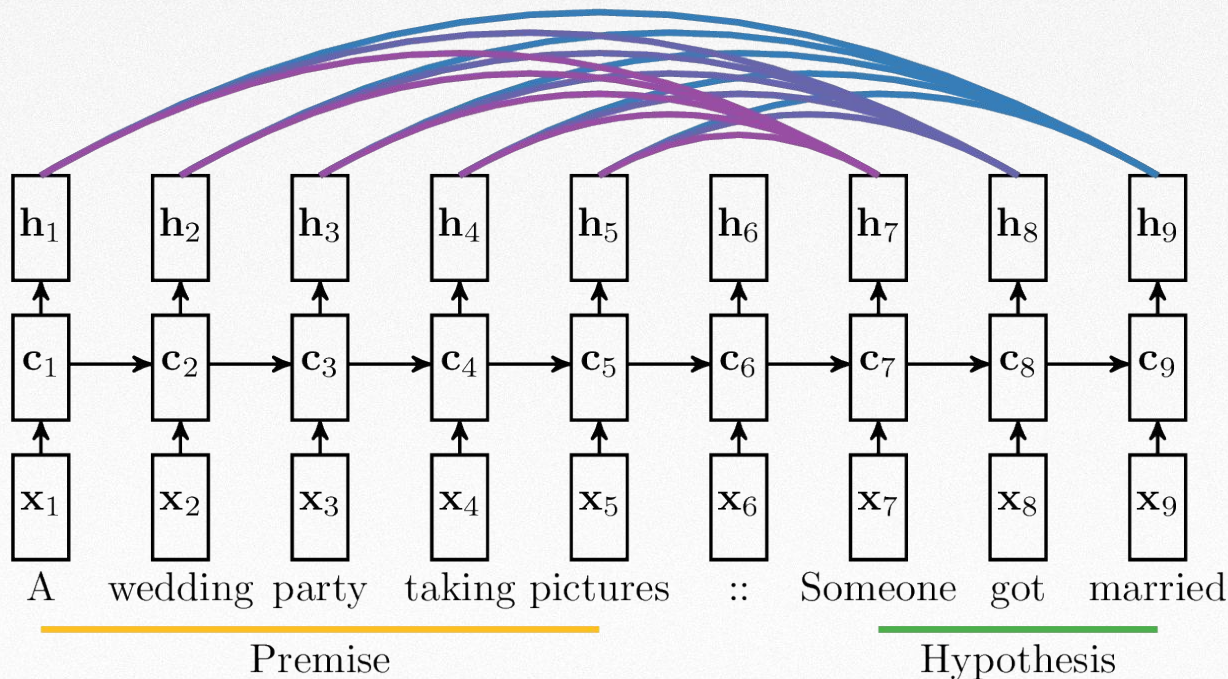 h₁ h₂ h₃ h₄ h₅ h₆ h₇ h₈ h₉
c₁ c₂ c₃ c₄ c₅ c₆ c₇ c₈ c₉
x₁ x₂ x₃ x₄ x₅ x₆ x₇ x₈ x₉
A wedding party taking pictures :: Someone got married
Premise Hypothesis